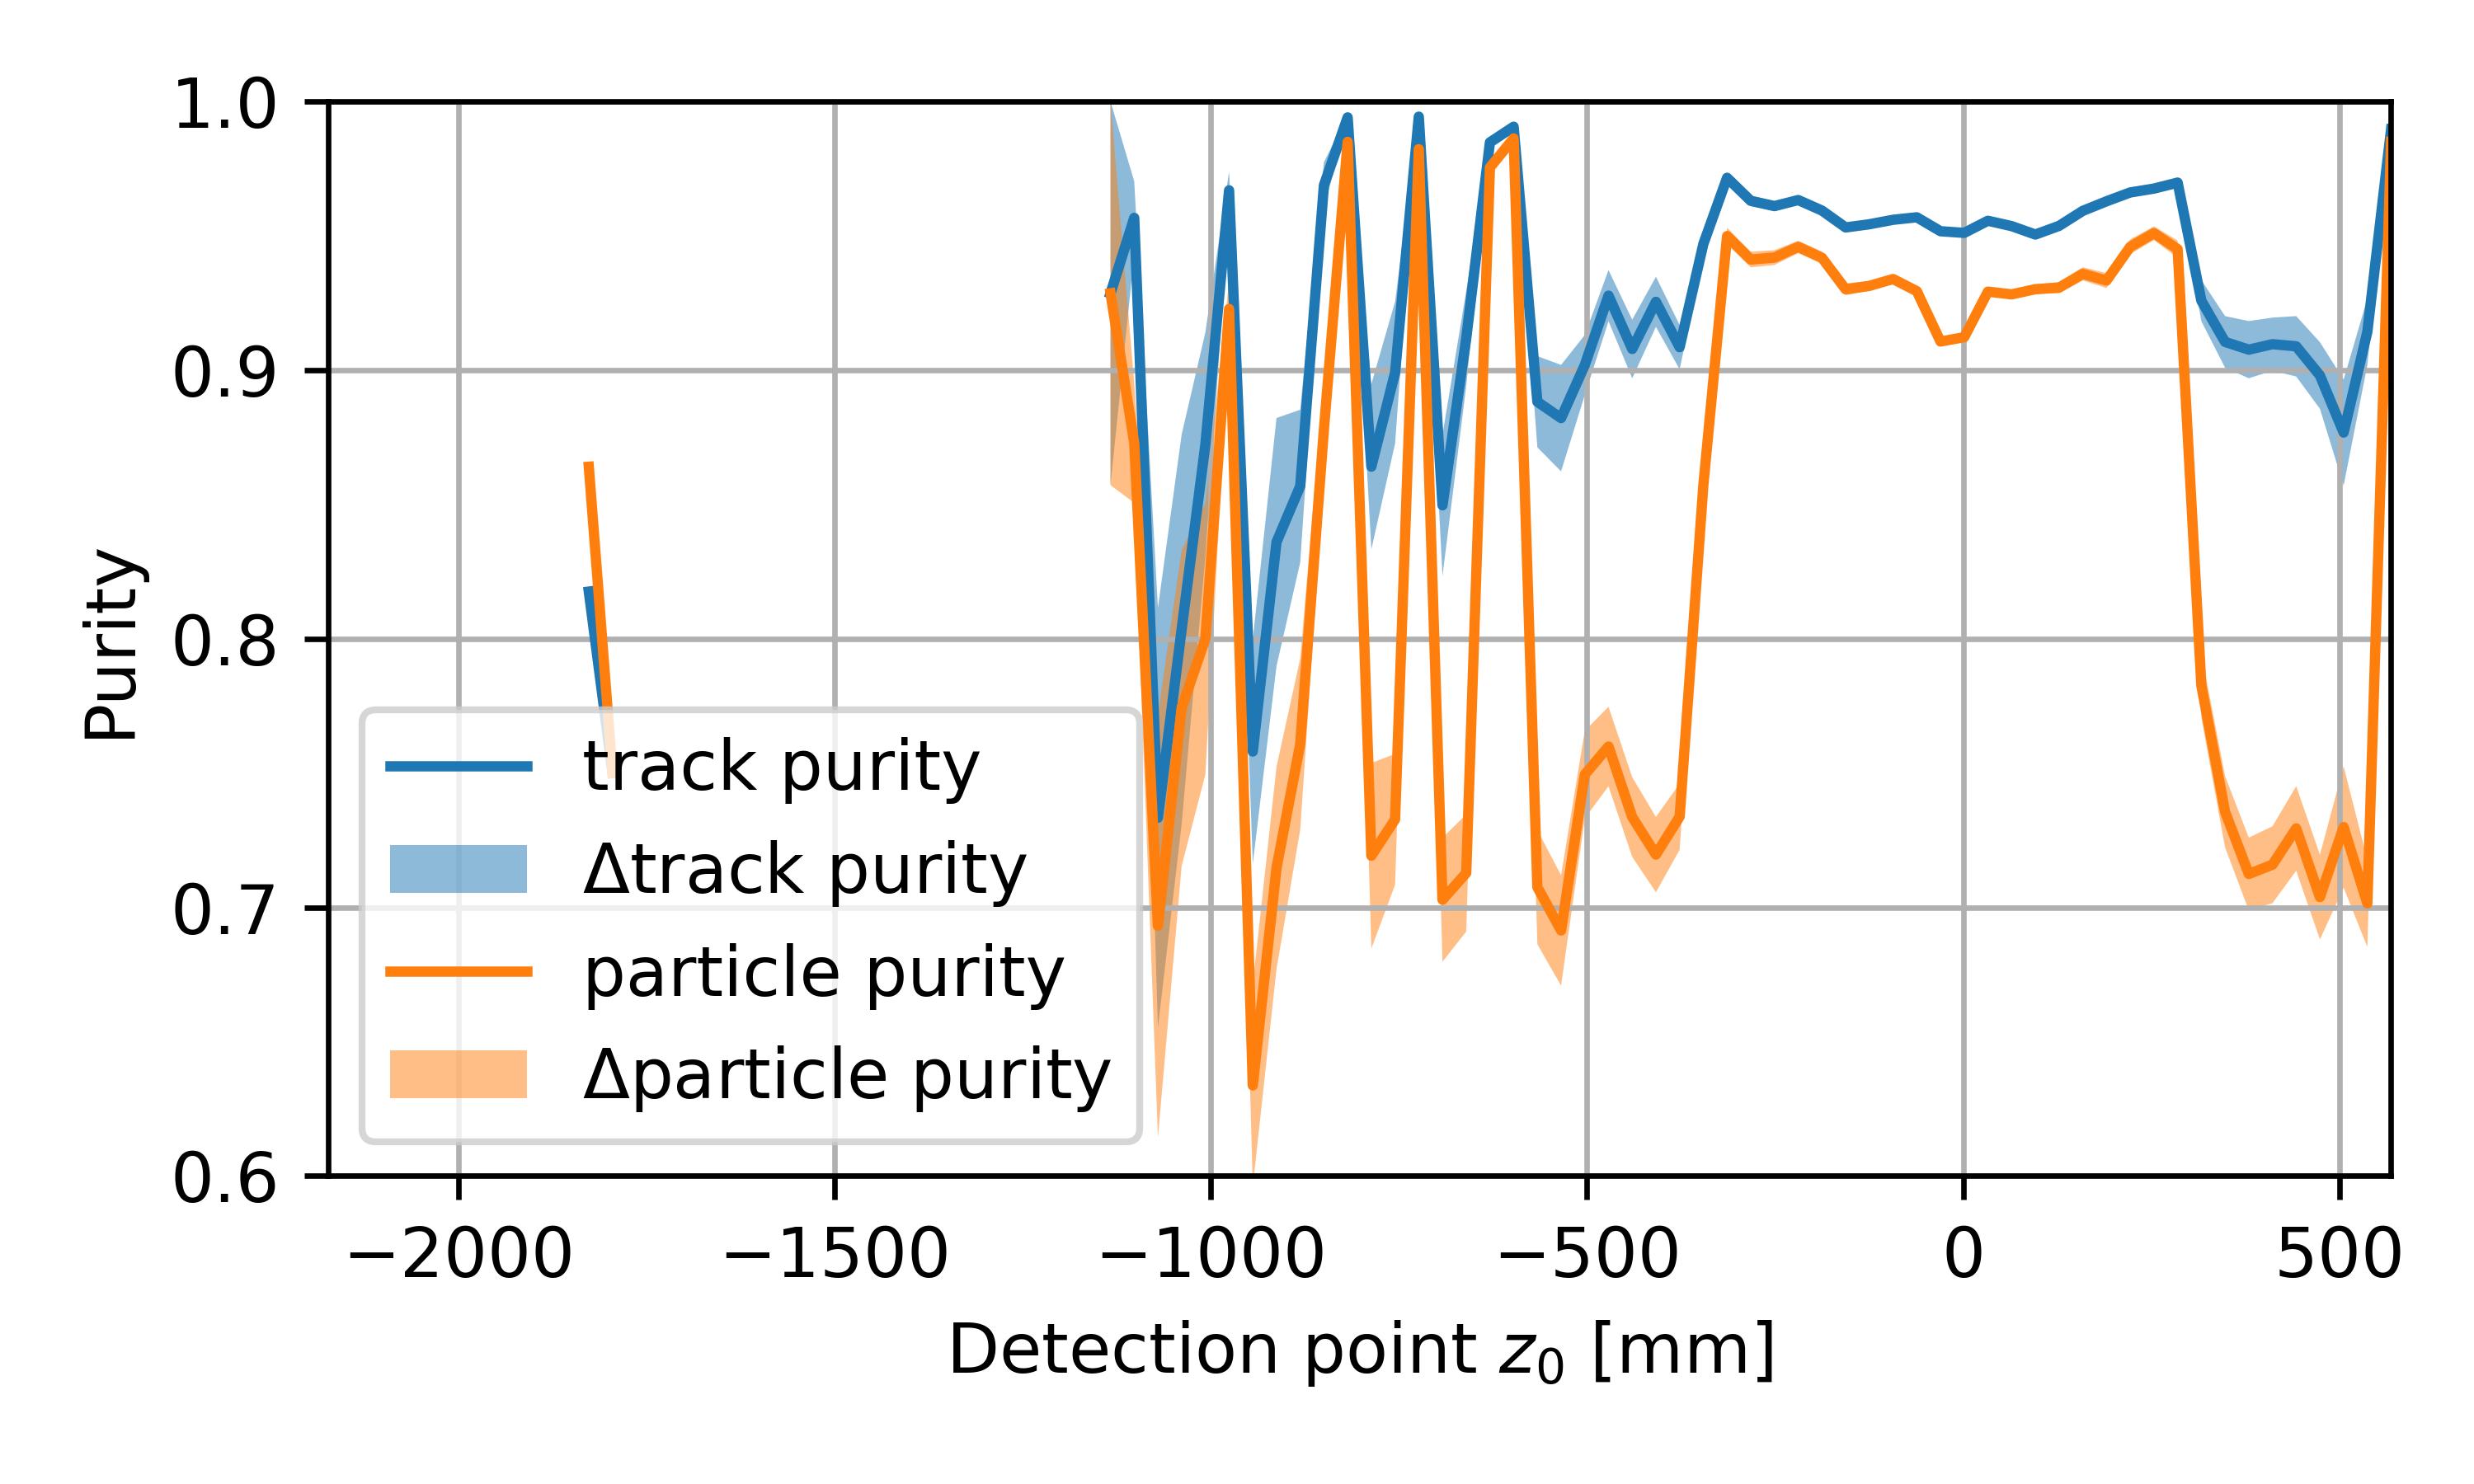 1.0
0.9
0.8
0.7
0.6
Purity
track purity
Δtrack purity
particle purity
Δparticle purity
−2000 −1500 −1000 −500 0 500
Detection point z₀ [mm]